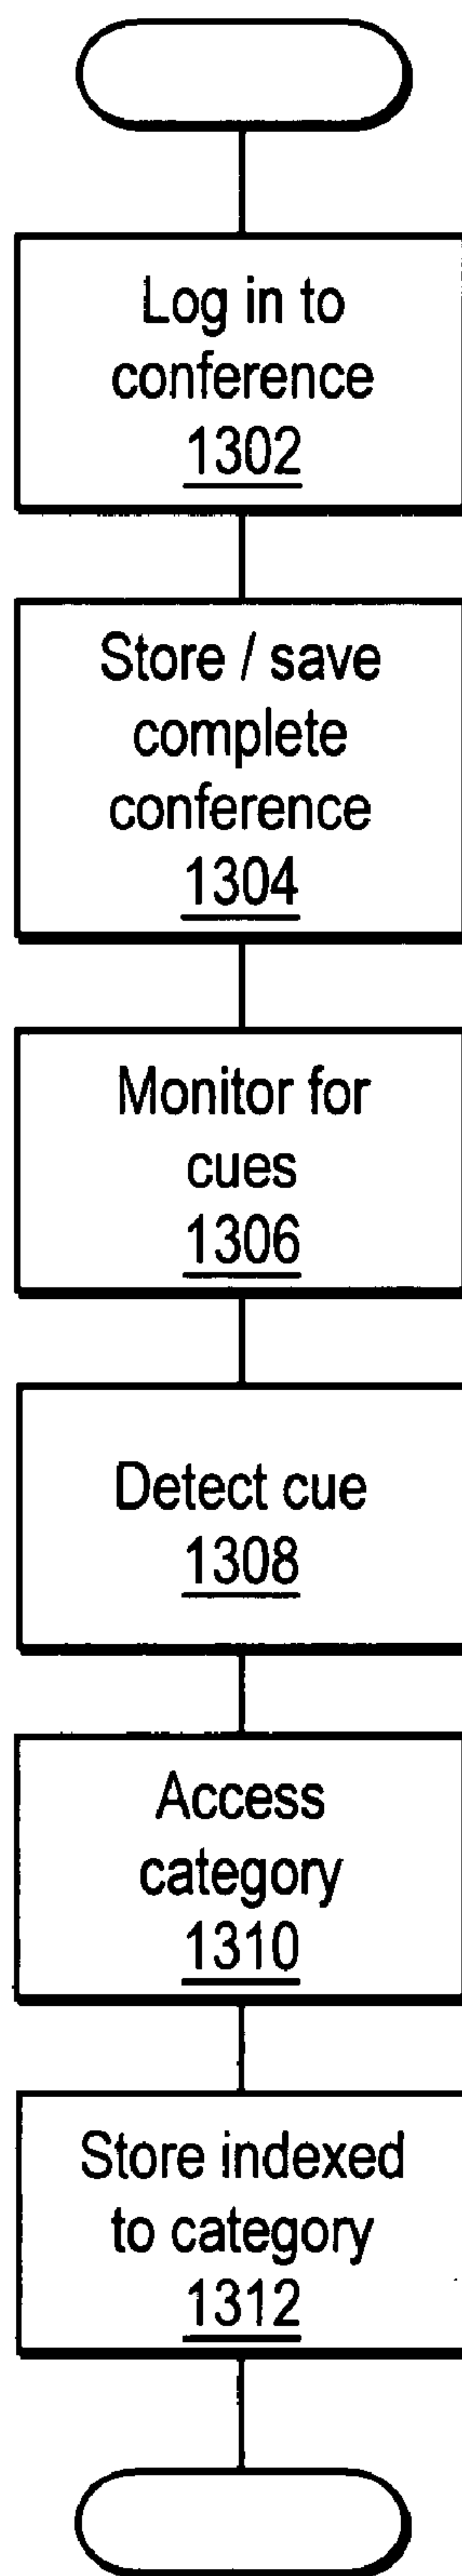 Log in to
conference
1302
Store / save
complete
conference
1304
Monitor for
cues
1306
Detect cue
1308
Access
category
1310
Store indexed
to category
1312